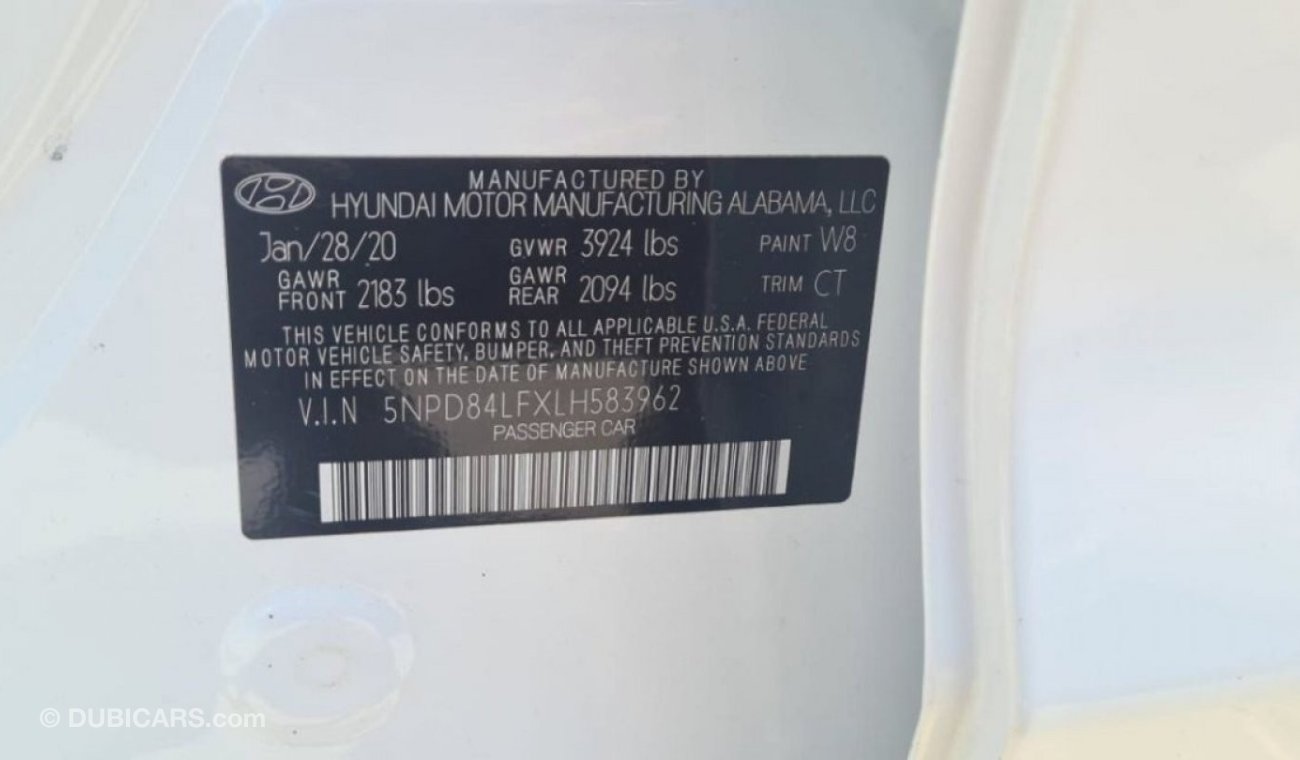 MANUFACTURED BY
HYUNDAI MOTOR MANUFACTURING ALABAMA, LLC
Jan/28/20 GVWR 3924 lbs PAINT W8
GAWR FRONT 2183 lbs GAWR REAR 2094 lbs TRIM CT
THIS VEHICLE CONFORMS TO ALL APPLICABLE U.S.A. FEDERAL
MOTOR VEHICLE SAFETY, BUMPER, AND THEFT PREVENTION STANDARDS
IN EFFECT ON THE DATE OF MANUFACTURE SHOWN ABOVE
V.I.N 5NPD84LFXLH583962
PASSENGER CAR
© DUBICARS.com